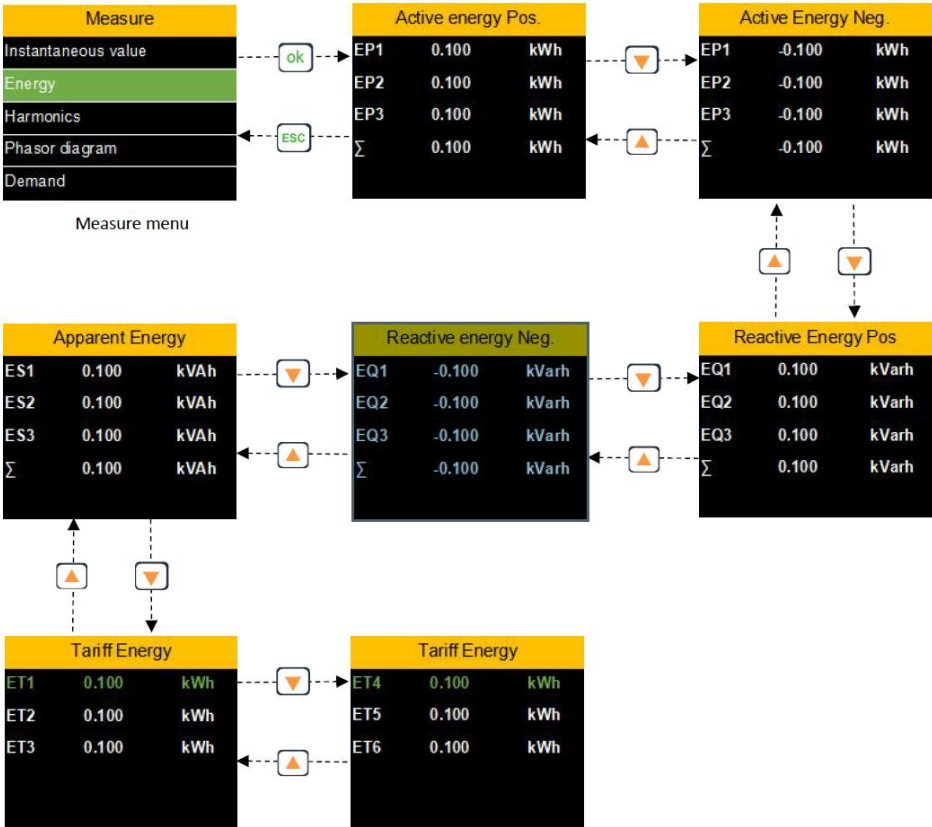 Measure
Instantaneous value
Energy
Harmonics
Phasor diagram
Demand
Measure menu
ok
ESC
Active energy Pos.
EP1 0.100 kWh
EP2 0.100 kWh
EP3 0.100 kWh
∑ 0.100 kWh
Active Energy Neg.
EP1 -0.100 kWh
EP2 -0.100 kWh
EP3 -0.100 kWh
∑ -0.100 kWh
Apparent Energy
ES1 0.100 kVAh
ES2 0.100 kVAh
ES3 0.100 kVAh
∑ 0.100 kVAh
Reactive energy Neg.
EQ1 -0.100 kVarh
EQ2 -0.100 kVarh
EQ3 -0.100 kVarh
∑ -0.100 kVarh
Reactive Energy Pos
EQ1 0.100 kVarh
EQ2 0.100 kVarh
EQ3 0.100 kVarh
∑ 0.100 kVarh
Tariff Energy
ET1 0.100 kWh
ET2 0.100 kWh
ET3 0.100 kWh
Tariff Energy
ET4 0.100 kWh
ET5 0.100 kWh
ET6 0.100 kWh